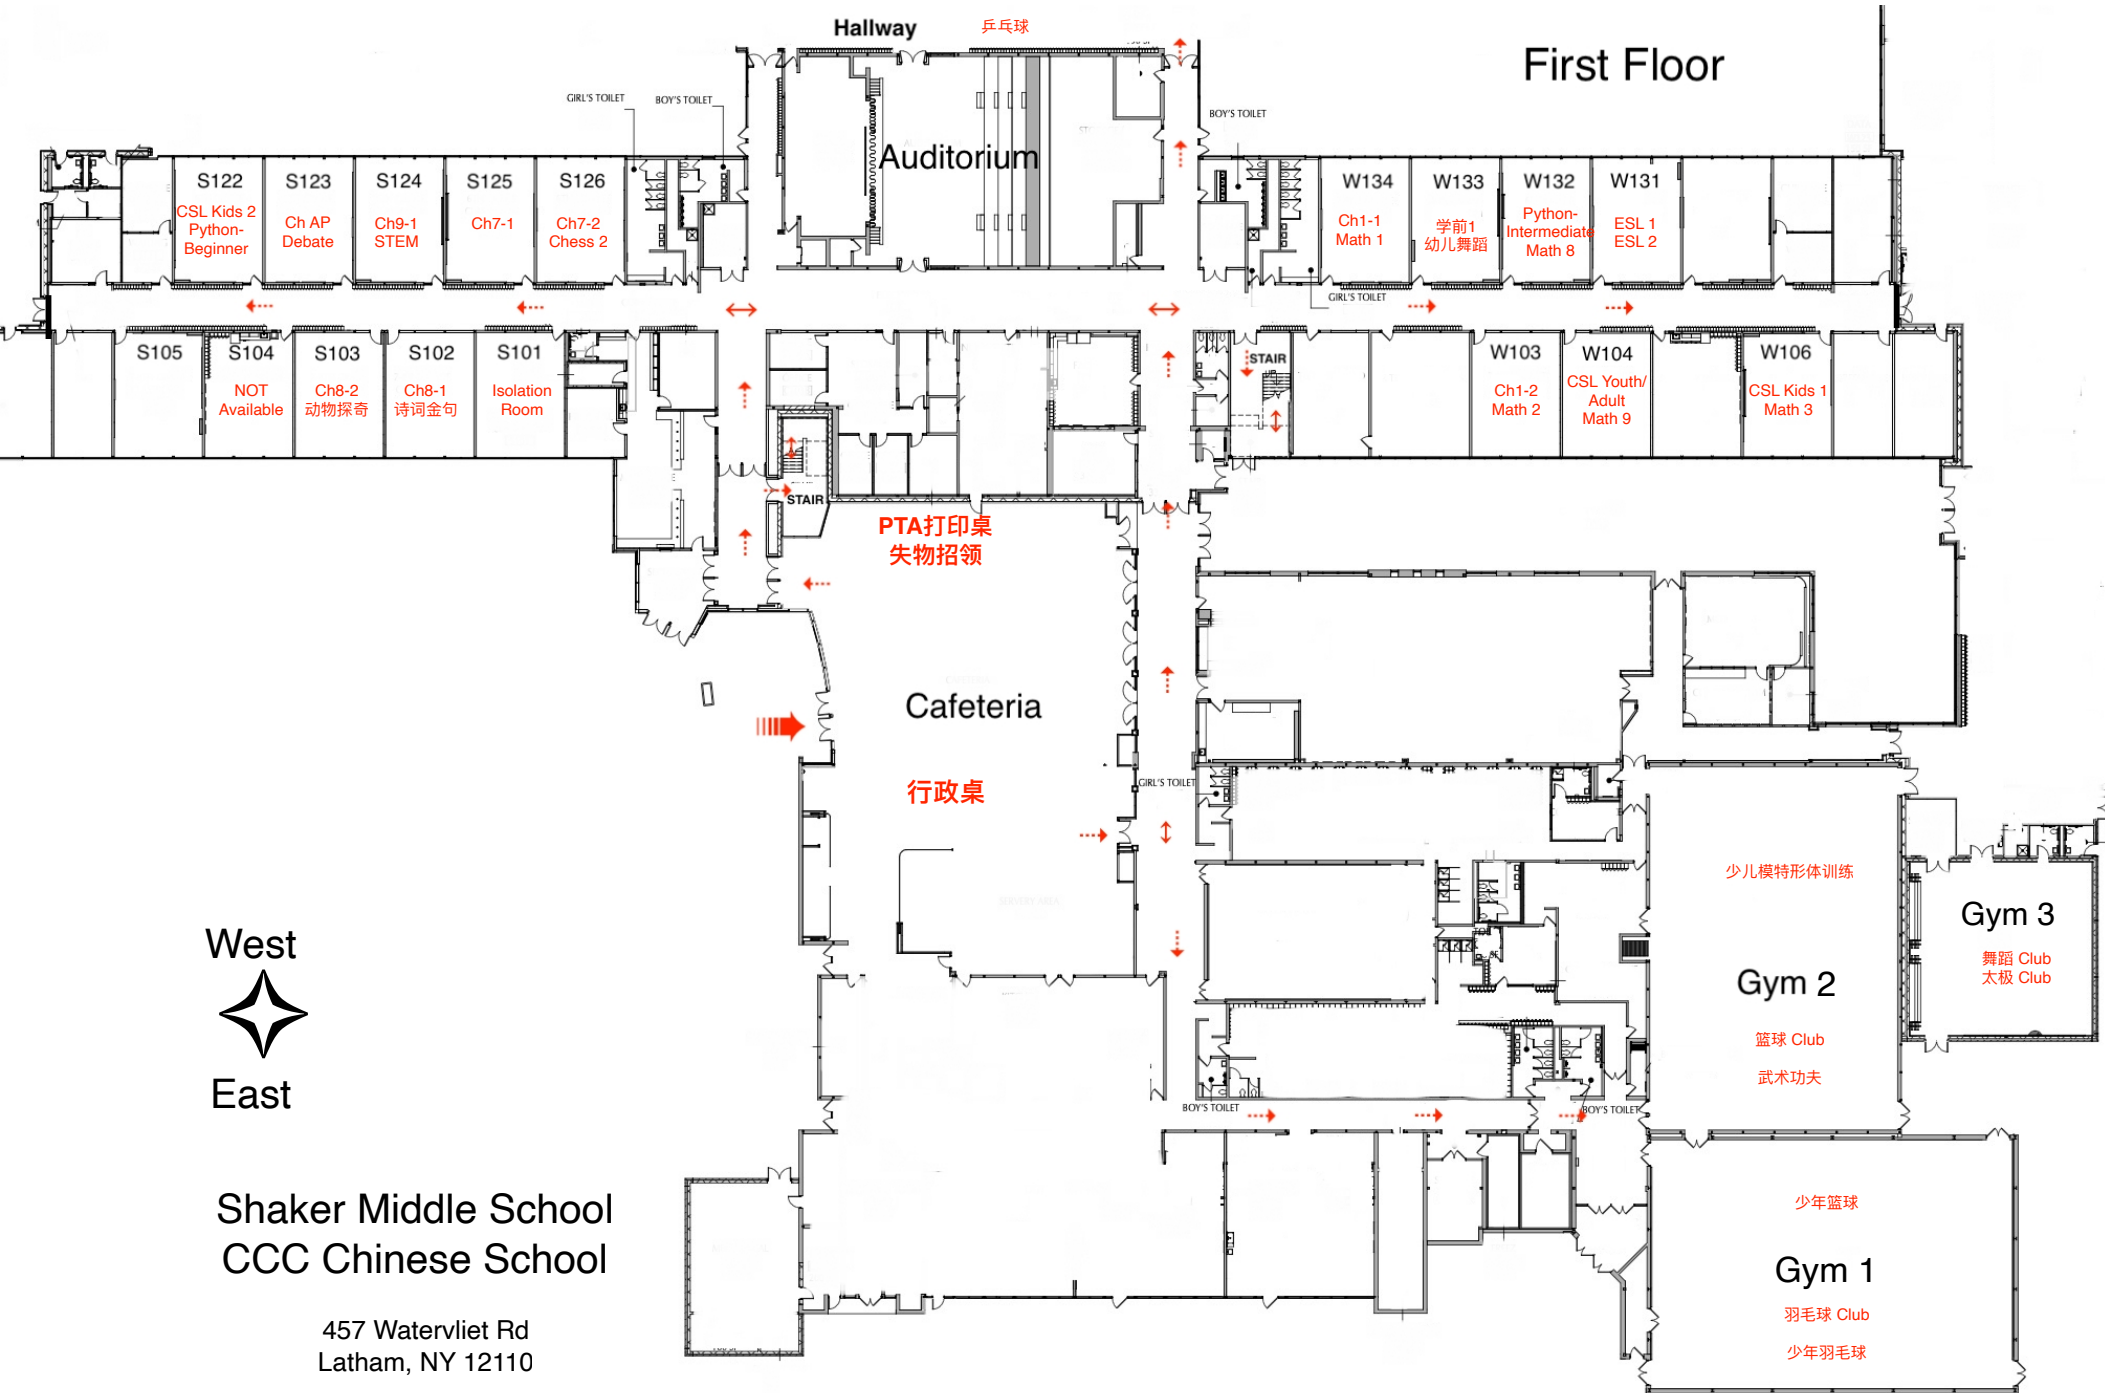 Hallway
乒乓球
First Floor
GIRL'S TOILET
BOY'S TOILET
BOY'S TOILET
Auditorium
S122
CSL Kids 2
Python-
Beginner
S123
Ch AP
Debate
S124
Ch9-1
STEM
S125
Ch7-1
S126
Ch7-2
Chess 2
W134
Ch1-1
Math 1
W133
学前1
幼儿舞蹈
W132
Python-
Intermediate
Math 8
W131
ESL 1
ESL 2
GIRL'S TOILET
S105
S104
NOT
Available
S103
Ch8-2
动物探奇
S102
Ch8-1
诗词金句
S101
Isolation
Room
STAIR
W103
Ch1-2
Math 2
W104
CSL Youth/
Adult
Math 9
W106
CSL Kids 1
Math 3
STAIR
PTA打印桌
失物招领
Cafeteria
行政桌
GIRL'S TOILET
SERVERY AREA
少儿模特形体训练
Gym 3
舞蹈 Club
太极 Club
Gym 2
篮球 Club
武术功夫
West
East
BOY'S TOILET
BOY'S TOILET
少年篮球
Gym 1
羽毛球 Club
少年羽毛球
Shaker Middle School
CCC Chinese School
457 Watervliet Rd
Latham, NY 12110